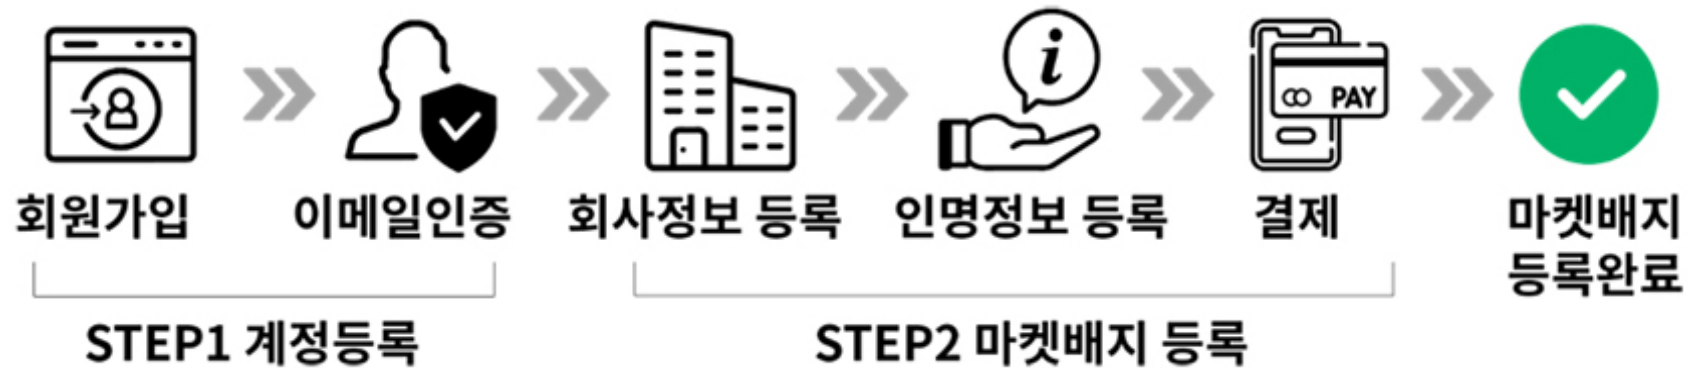 회원가입
이메일인증
회사정보 등록
i
인명정보 등록
PAY
결제
마켓배지
등록완료
STEP1 계정등록
STEP2 마켓배지 등록